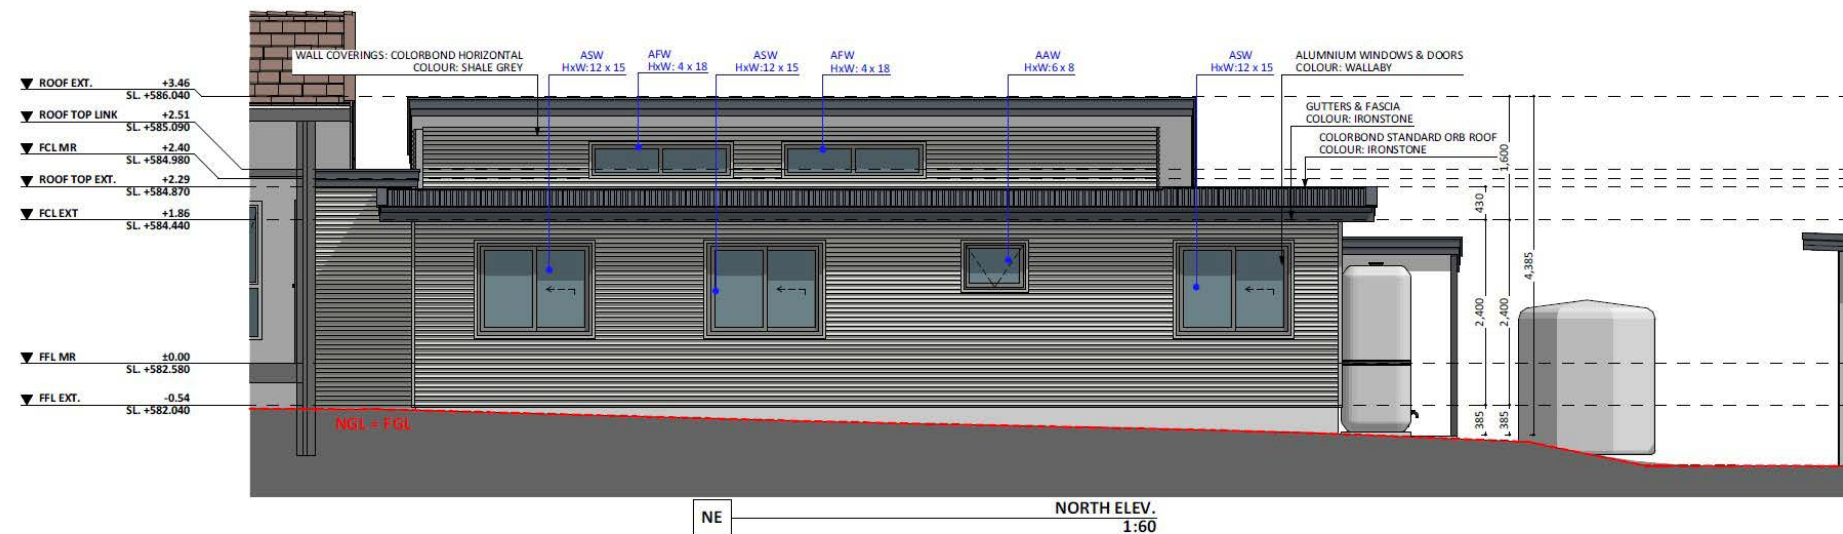 WALL COVERINGS: COLORBOND HORIZONTAL
COLOUR: SHALE GREY
ASW
HxW:12 x 15
AFW
HxW: 4 x 18
ASW
HxW:12 x 15
AFW
HxW: 4 x 18
AAW
HxW:6 x 8
ASW
HxW:12 x 15
ALUMNIUM WINDOWS & DOORS
COLOUR: WALLABY
GUTTERS & FASCIA
COLOUR: IRONSTONE
COLORBOND STANDARD ORB ROOF
COLOUR: IRONSTONE
ROOF EXT. +3.46
SL. +586.040
ROOF TOP LINK +2.51
SL. +585.090
FCL MR +2.40
SL. +584.980
ROOF TOP EXT. +2.29
SL. +584.870
FCL EXT +1.86
SL. +584.440
FFL MR ±0.00
SL. +582.580
FFL EXT. -0.54
SL. +582.040
1,600
430
4,385
2,400
2,400
385
385
NGL = FGL
NE
NORTH ELEV.
1:60